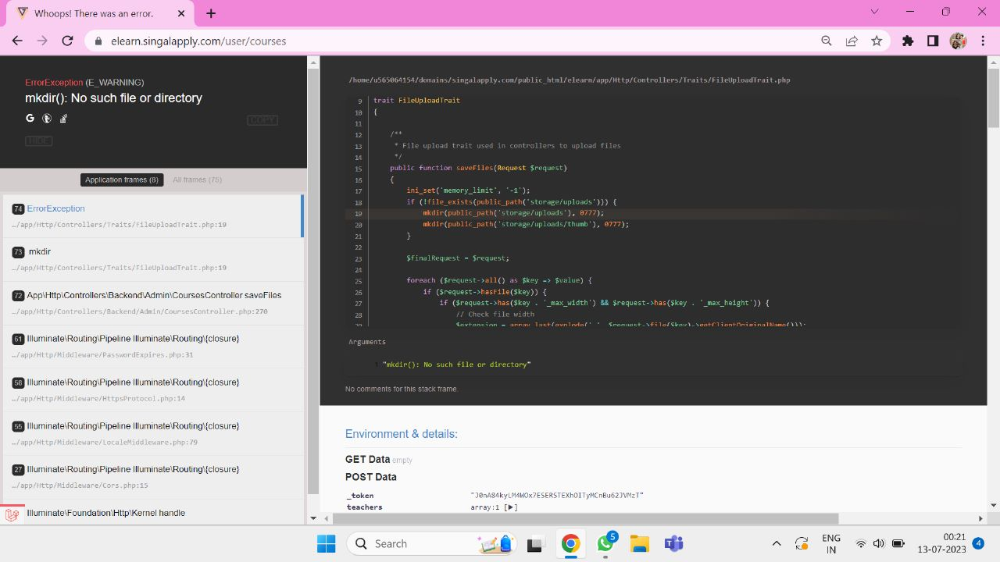 Whoops! There was an error.
elearn.singalapply.com/user/courses
ErrorException (E_WARNING)
mkdir(): No such file or directory
COPY
HIDE
Application frames (8) All frames (75)
74 ErrorException
…/app/Http/Controllers/Traits/FileUploadTrait.php:19
73 mkdir
…/app/Http/Controllers/Traits/FileUploadTrait.php:19
72 App\Http\Controllers\Backend\Admin\CoursesController saveFiles
…/app/Http/Controllers/Backend/Admin/CoursesController.php:270
61 Illuminate\Routing\Pipeline Illuminate\Routing\{closure}
…/app/Http/Middleware/PasswordExpires.php:31
58 Illuminate\Routing\Pipeline Illuminate\Routing\{closure}
…/app/Http/Middleware/HttpsProtocol.php:14
55 Illuminate\Routing\Pipeline Illuminate\Routing\{closure}
…/app/Http/Middleware/LocaleMiddleware.php:79
27 Illuminate\Routing\Pipeline Illuminate\Routing\{closure}
…/app/Http/Middleware/Cors.php:15
Illuminate\Foundation\Http\Kernel handle
/home/u565064154/domains/singalapply.com/public_html/elearn/app/Http/Controllers/Traits/FileUploadTrait.php
9 trait FileUploadTrait
10 {
11
12 /**
13 * File upload trait used in controllers to upload files
14 */
15 public function saveFiles(Request $request)
16 {
17 ini_set('memory_limit', '-1');
18 if (!file_exists(public_path('storage/uploads'))) {
19 mkdir(public_path('storage/uploads'), 0777);
20 mkdir(public_path('storage/uploads/thumb'), 0777);
21 }
22
23 $finalRequest = $request;
24
25 foreach ($request->all() as $key => $value) {
26 if ($request->hasFile($key)) {
27 if ($request->has($key . '_max_width') && $request->has($key . '_max_height')) {
28 // Check file width
29 $extension = array_last(explode('.', $request->file($key)->getClientOriginalName()));
Arguments
1 "mkdir(): No such file or directory"
No comments for this stack frame.
Environment & details:
GET Data empty
POST Data
_token "J0nA84kyLM4WOx7ESERSTEXhOITyMCnBu62JVMzT"
teachers array:1 [▶]
Search
5
ENG
IN
00:21
13-07-2023
4